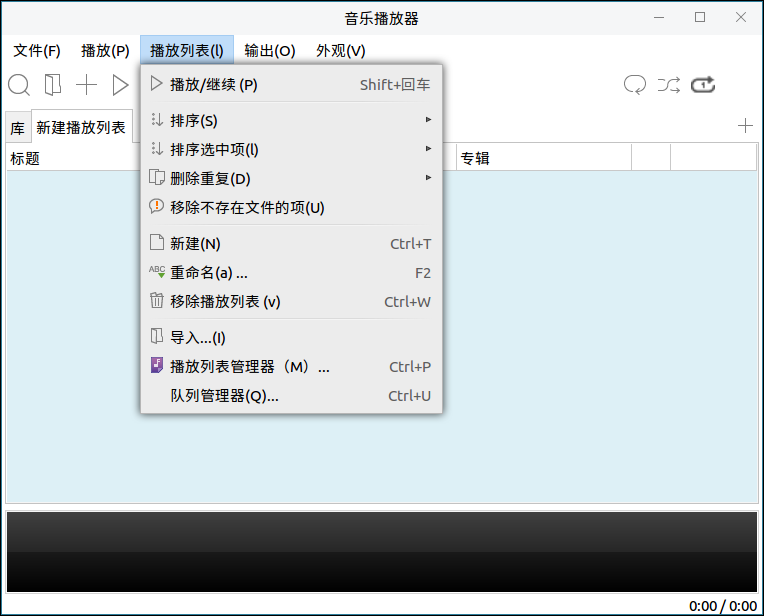 音乐播放器
文件(F) 播放(P) 播放列表(l) 输出(O) 外观(V)
播放/继续 (P) Shift+回车
排序(S)
排序选中项(l)
删除重复(D)
移除不存在文件的项(U)
新建(N) Ctrl+T
ABC 重命名(a) ... F2
移除播放列表 (v) Ctrl+W
导入...(I)
播放列表管理器（M）... Ctrl+P
队列管理器(Q)... Ctrl+U
库 新建播放列表
标题 专辑
0:00 / 0:00